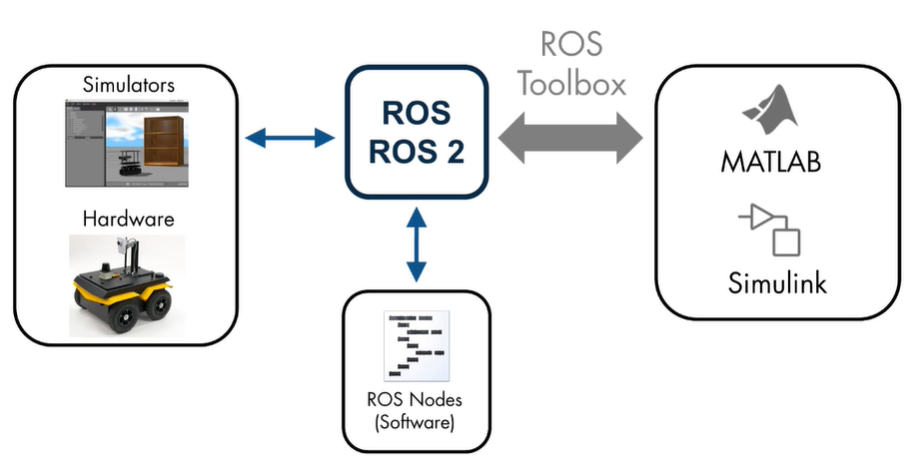 Simulators
Hardware
ROS
ROS 2
ROS
Toolbox
MATLAB
Simulink
ROS Nodes
(Software)